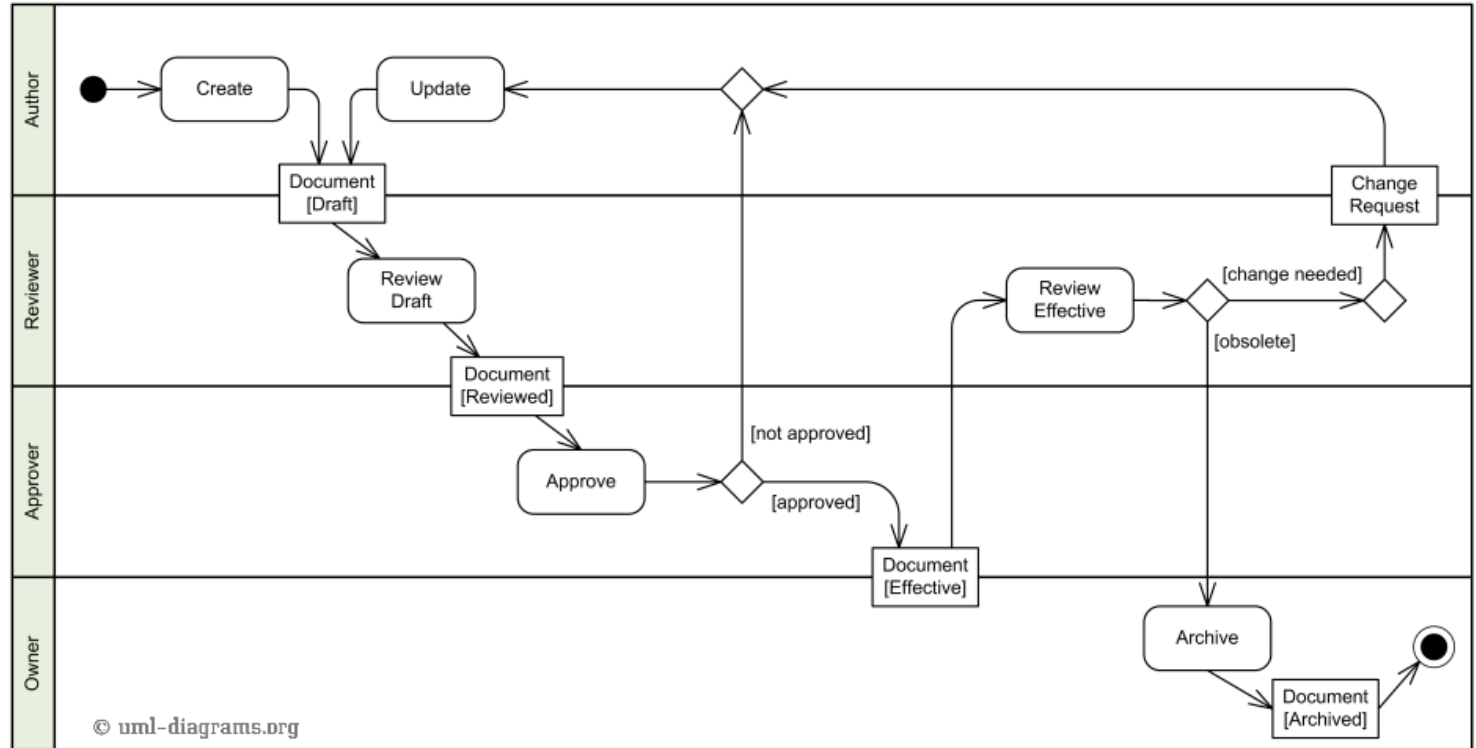 Author
Create
Update
Document
[Draft]
Change
Request
Reviewer
Review
Draft
Review
Effective
[change needed]
[obsolete]
Document
[Reviewed]
Approver
Approve
[not approved]
[approved]
Document
[Effective]
Owner
Archive
Document
[Archived]
© uml-diagrams.org